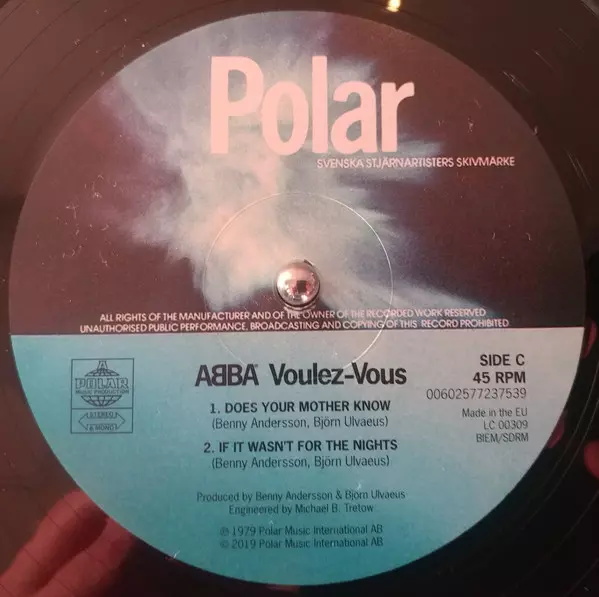 Polar
SVENSKA STJÄRNARTISTERS SKIVMÄRKE
ALL RIGHTS OF THE MANUFACTURER AND OF THE OWNER OF THE RECORDED WORK RESERVED
UNAUTHORISED PUBLIC PERFORMANCE, BROADCASTING AND COPYING OF THIS RECORD PROHIBITED
A
POLAR
MUSIC PRODUCTION
STEREO
& MONO
AᗺBA Voulez-Vous
SIDE C
45 RPM
00602577237539
1. DOES YOUR MOTHER KNOW
(Benny Andersson, Björn Ulvaeus)
2. IF IT WASN'T FOR THE NIGHTS
(Benny Andersson, Björn Ulvaeus)
Made in the EU
LC 00309
BIEM/SDRM
Produced by Benny Andersson & Björn Ulvaeus
Engineered by Michael B. Tretow
℗ 1979 Polar Music International AB
© 2019 Polar Music International AB